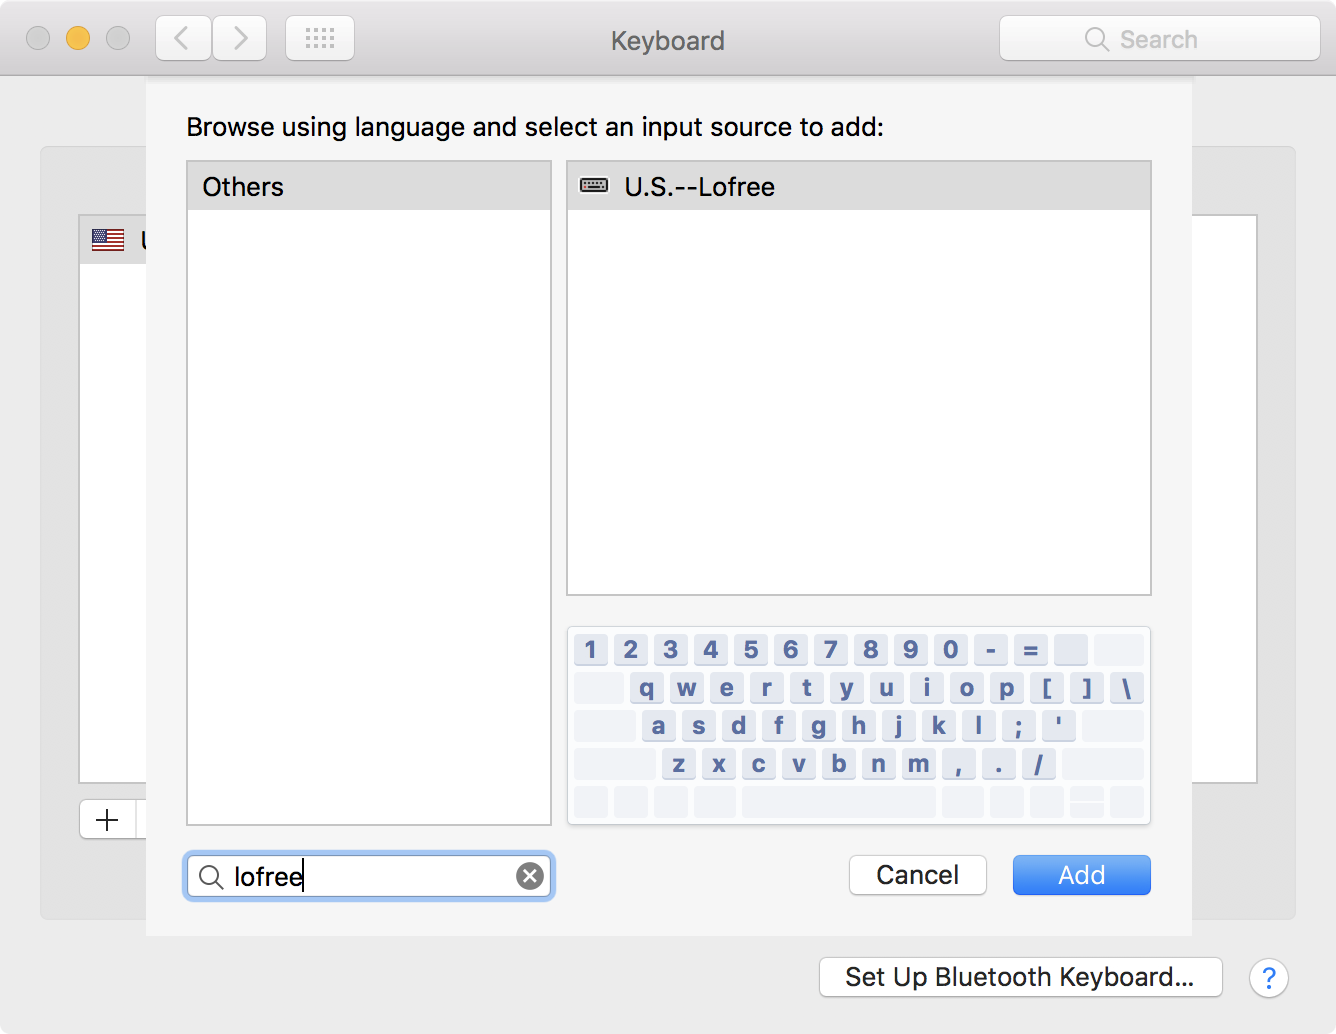 Keyboard
Search
Browse using language and select an input source to add:
Others
U.S.--Lofree
1 2 3 4 5 6 7 8 9 0 - =
q w e r t y u i o p [ ] \
a s d f g h j k l ; '
z x c v b n m , . /
lofree
Cancel
Add
Set Up Bluetooth Keyboard...
?